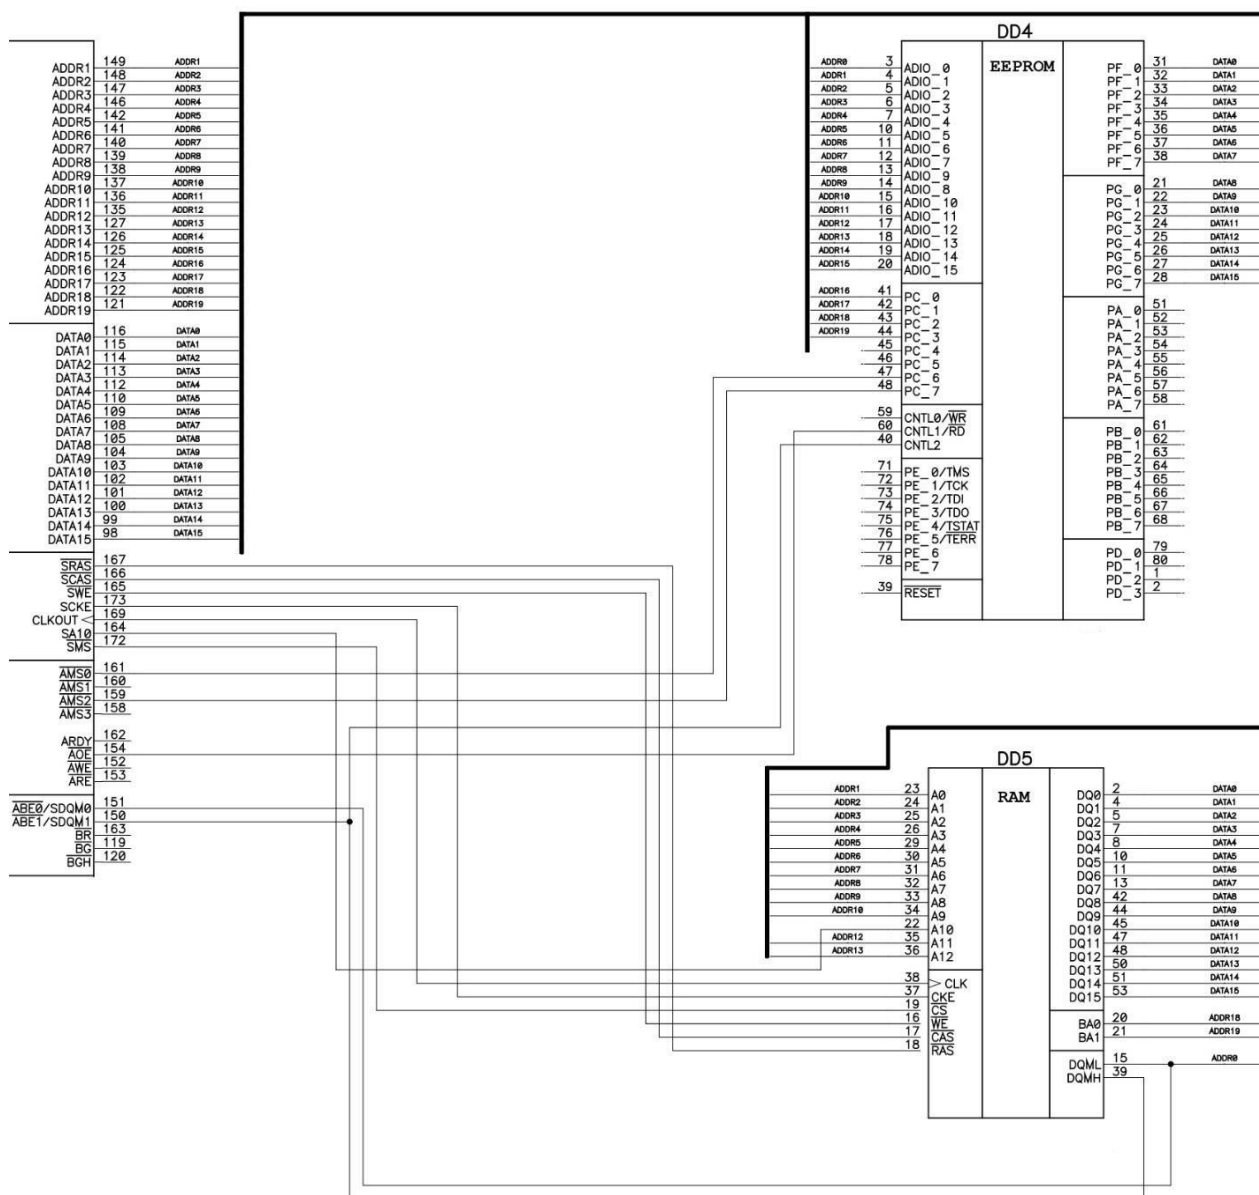 ADDR1 149 ADDR1
ADDR2 148 ADDR2
ADDR3 147 ADDR3
ADDR4 146 ADDR4
ADDR5 142 ADDR5
ADDR6 141 ADDR6
ADDR7 140 ADDR7
ADDR8 139 ADDR8
ADDR9 138 ADDR9
ADDR10 137 ADDR10
ADDR11 136 ADDR11
ADDR12 135 ADDR12
ADDR13 127 ADDR13
ADDR14 126 ADDR14
ADDR15 125 ADDR15
ADDR16 124 ADDR16
ADDR17 123 ADDR17
ADDR18 122 ADDR18
ADDR19 121 ADDR19
DATA0 116 DATA0
DATA1 115 DATA1
DATA2 114 DATA2
DATA3 113 DATA3
DATA4 112 DATA4
DATA5 110 DATA5
DATA6 109 DATA6
DATA7 108 DATA7
DATA8 105 DATA8
DATA9 104 DATA9
DATA10 103 DATA10
DATA11 102 DATA11
DATA12 101 DATA12
DATA13 100 DATA13
DATA14 99 DATA14
DATA15 98 DATA15
SRAS 167
SCAS 166
SWE 165
SCKE 173
CLKOUT 169
SA10 164
SMS 172
AMS0 161
AMS1 160
AMS2 159
AMS3 158
ARDY 162
AOE 154
AWE 152
ARE 153
ABE0/SDQM0 151
ABE1/SDQM1 150
BR 163
BG 119
BGH 120
DD4
EEPROM
ADDR0 3 ADIO_0
ADDR1 4 ADIO_1
ADDR2 5 ADIO_2
ADDR3 6 ADIO_3
ADDR4 7 ADIO_4
ADDR5 10 ADIO_5
ADDR6 11 ADIO_6
ADDR7 12 ADIO_7
ADDR8 13 ADIO_9
ADDR9 14 ADIO_8
ADDR10 15 ADIO_10
ADDR11 16 ADIO_11
ADDR12 17 ADIO_12
ADDR13 18 ADIO_13
ADDR14 19 ADIO_14
ADDR15 20 ADIO_15
ADDR16 41 PC_0
ADDR17 42 PC_1
ADDR18 43 PC_2
ADDR19 44 PC_3
45 PC_4
46 PC_5
47 PC_6
48 PC_7
59 CNTL0/WR
60 CNTL1/RD
40 CNTL2
71 PE_0/TMS
72 PE_1/TCK
73 PE_2/TDI
74 PE_3/TDO
75 PE_4/TSTAT
76 PE_5/TERR
77 PE_6
78 PE_7
39 RESET
PF_0 31 DATA0
PF_1 32 DATA1
PF_2 33 DATA2
PF_3 34 DATA3
PF_4 35 DATA4
PF_5 36 DATA5
PF_6 37 DATA6
PF_7 38 DATA7
PG_0 21 DATA8
PG_1 22 DATA9
PG_2 23 DATA10
PG_3 24 DATA11
PG_4 25 DATA12
PG_5 26 DATA13
PG_6 27 DATA14
PG_7 28 DATA15
PA_0 51
PA_1 52
PA_2 53
PA_3 54
PA_4 55
PA_5 56
PA_6 57
PA_7 58
PB_0 61
PB_1 62
PB_2 63
PB_3 64
PB_4 65
PB_5 66
PB_6 67
PB_7 68
PD_0 79
PD_1 80
PD_2 1
PD_3 2
DD5
RAM
ADDR1 23 A0
ADDR2 24 A1
ADDR3 25 A2
ADDR4 26 A3
ADDR5 29 A4
ADDR6 30 A5
ADDR7 31 A6
ADDR8 32 A7
ADDR9 33 A8
ADDR10 34 A9
22 A10
ADDR12 35 A11
ADDR13 36 A12
38 CLK
37 CKE
19 CS
16 WE
17 CAS
18 RAS
DQ0 2 DATA0
DQ1 4 DATA1
DQ2 5 DATA2
DQ3 7 DATA3
DQ4 8 DATA4
DQ5 10 DATA5
DQ6 11 DATA6
DQ7 13 DATA7
DQ8 42 DATA8
DQ9 44 DATA9
DQ10 45 DATA10
DQ11 47 DATA11
DQ12 48 DATA12
DQ13 50 DATA13
DQ14 51 DATA14
DQ15 53 DATA15
BA0 20 ADDR18
BA1 21 ADDR19
DQML 15 ADDR0
DQMH 39